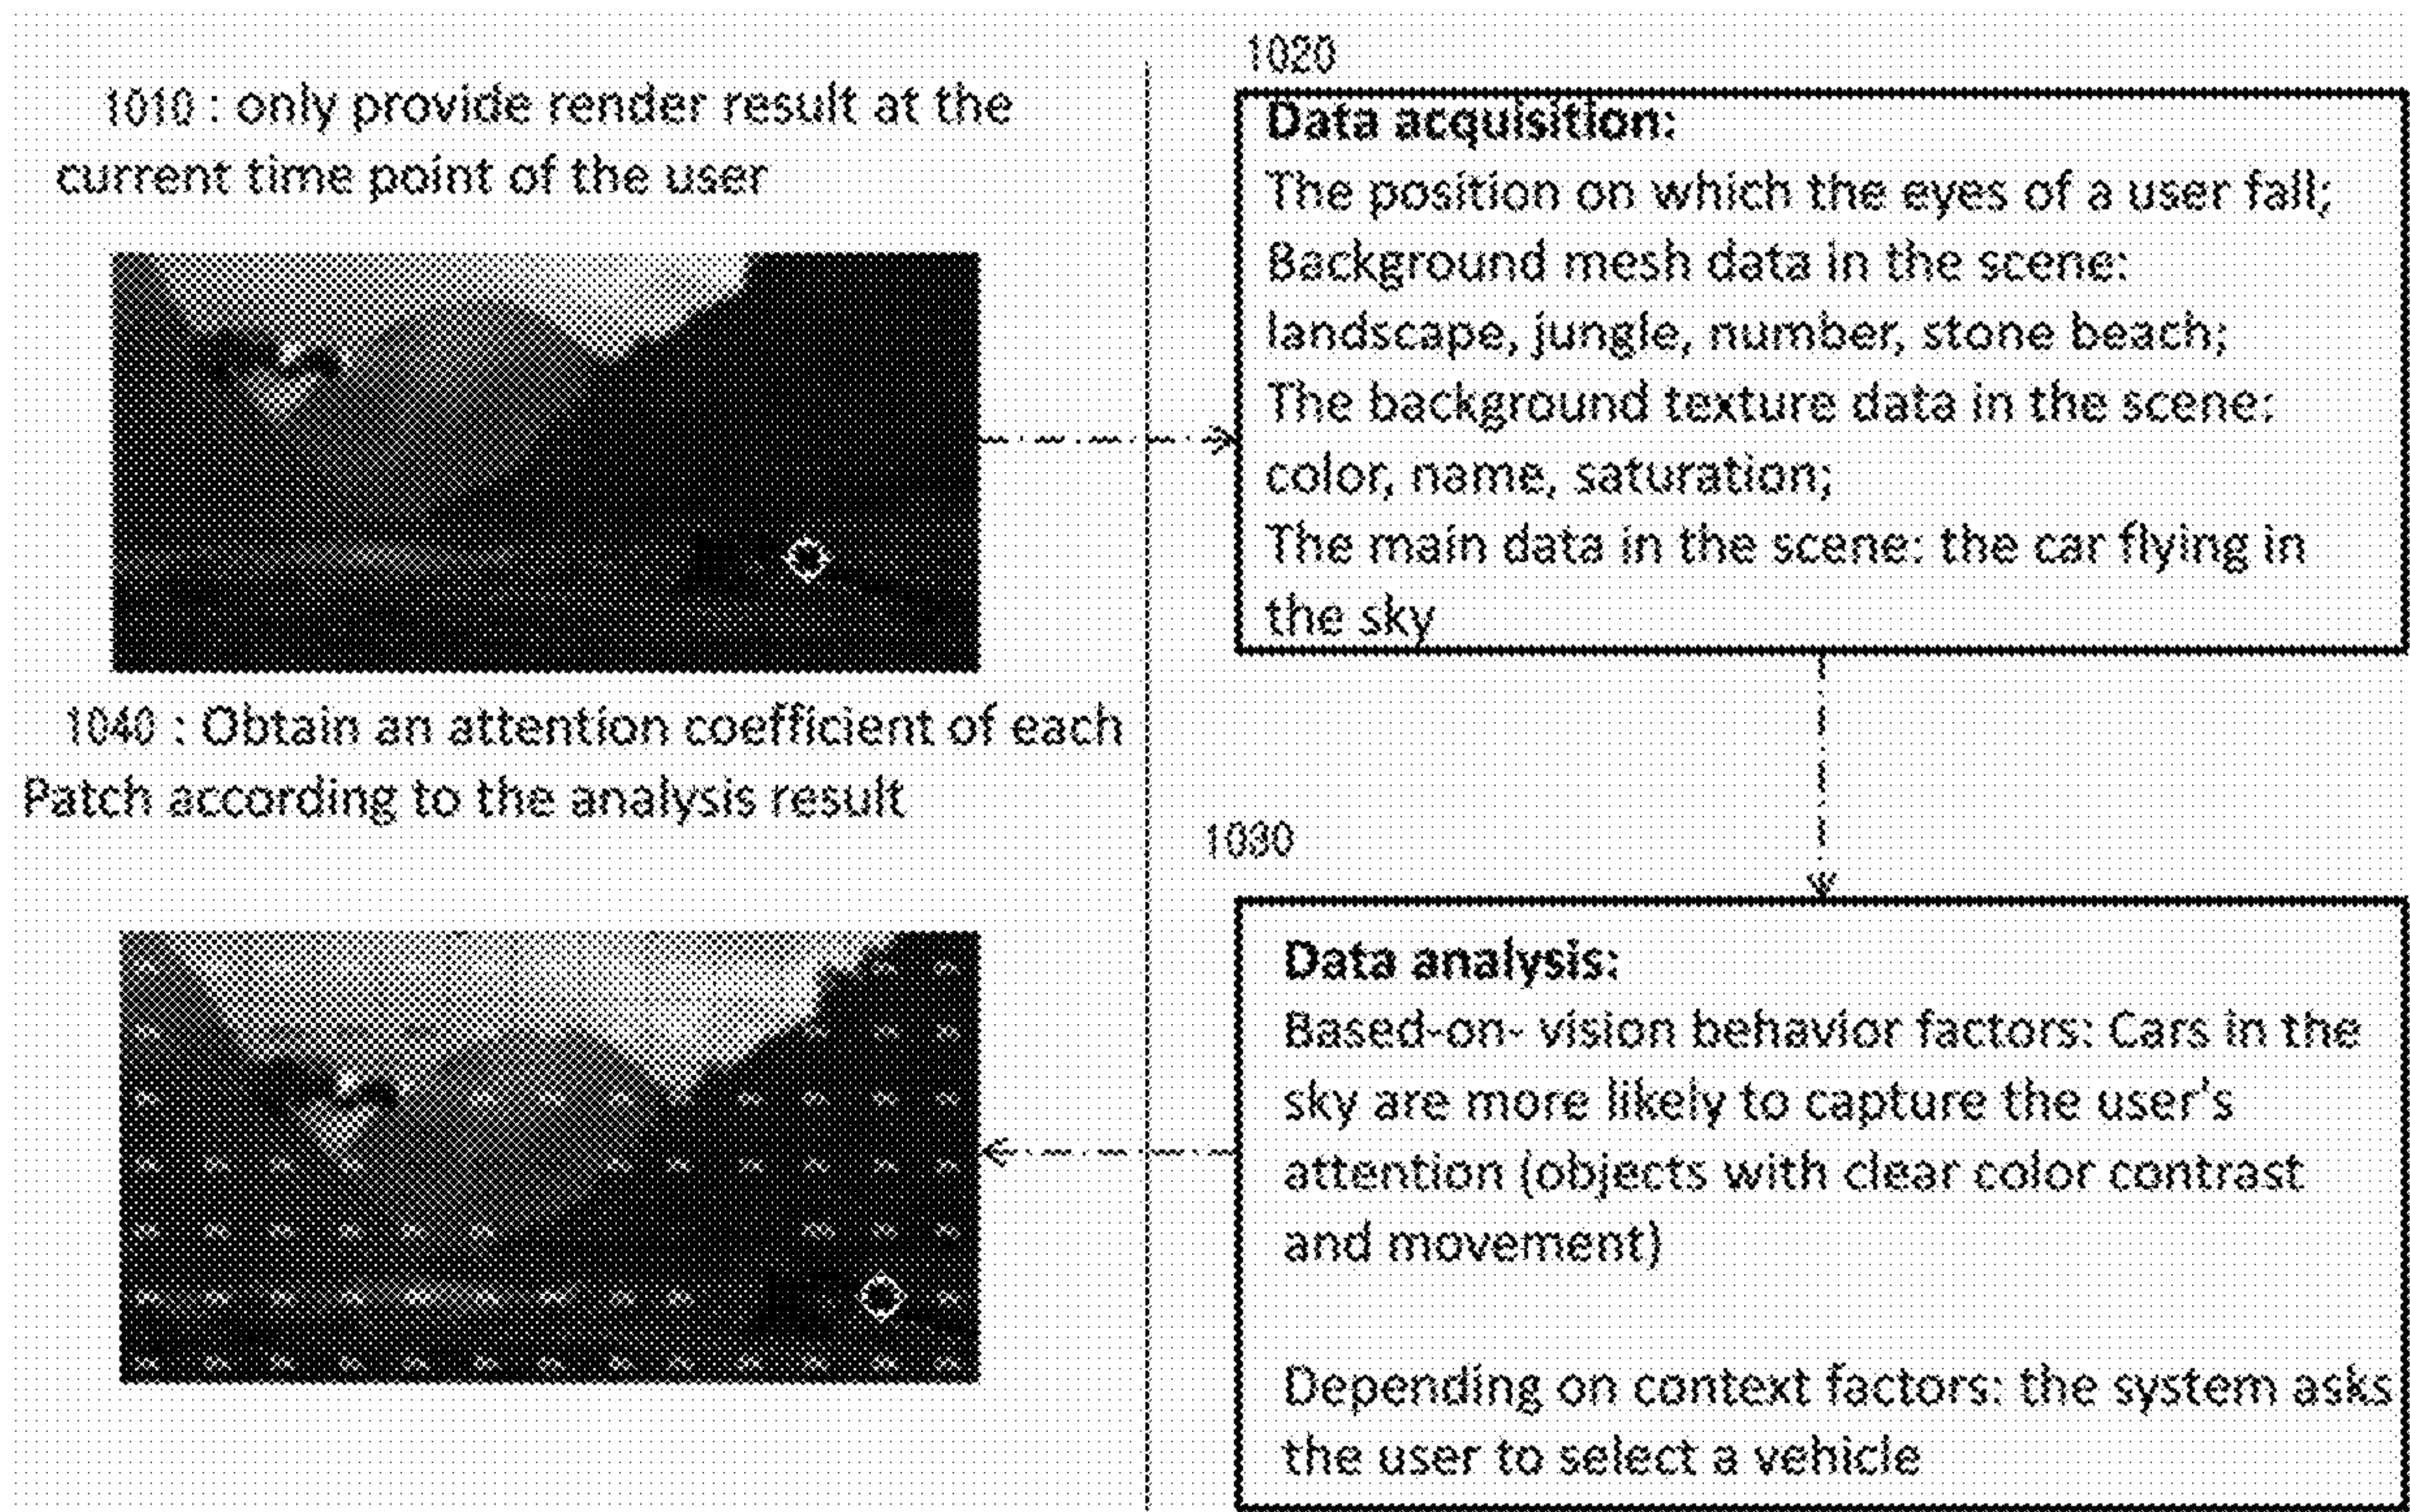 1010 : only provide render result at the
current time point of the user
1020
Data acquisition:
The position on which the eyes of a user fall;
Background mesh data in the scene:
landscape, jungle, number, stone beach;
The background texture data in the scene:
color, name, saturation;
The main data in the scene: the car flying in
the sky
1030
Data analysis:
Based-on- vision behavior factors: Cars in the
sky are more likely to capture the user's
attention (objects with clear color contrast
and movement)
Depending on context factors: the system asks
the user to select a vehicle
1040 : Obtain an attention coefficient of each
Patch according to the analysis result